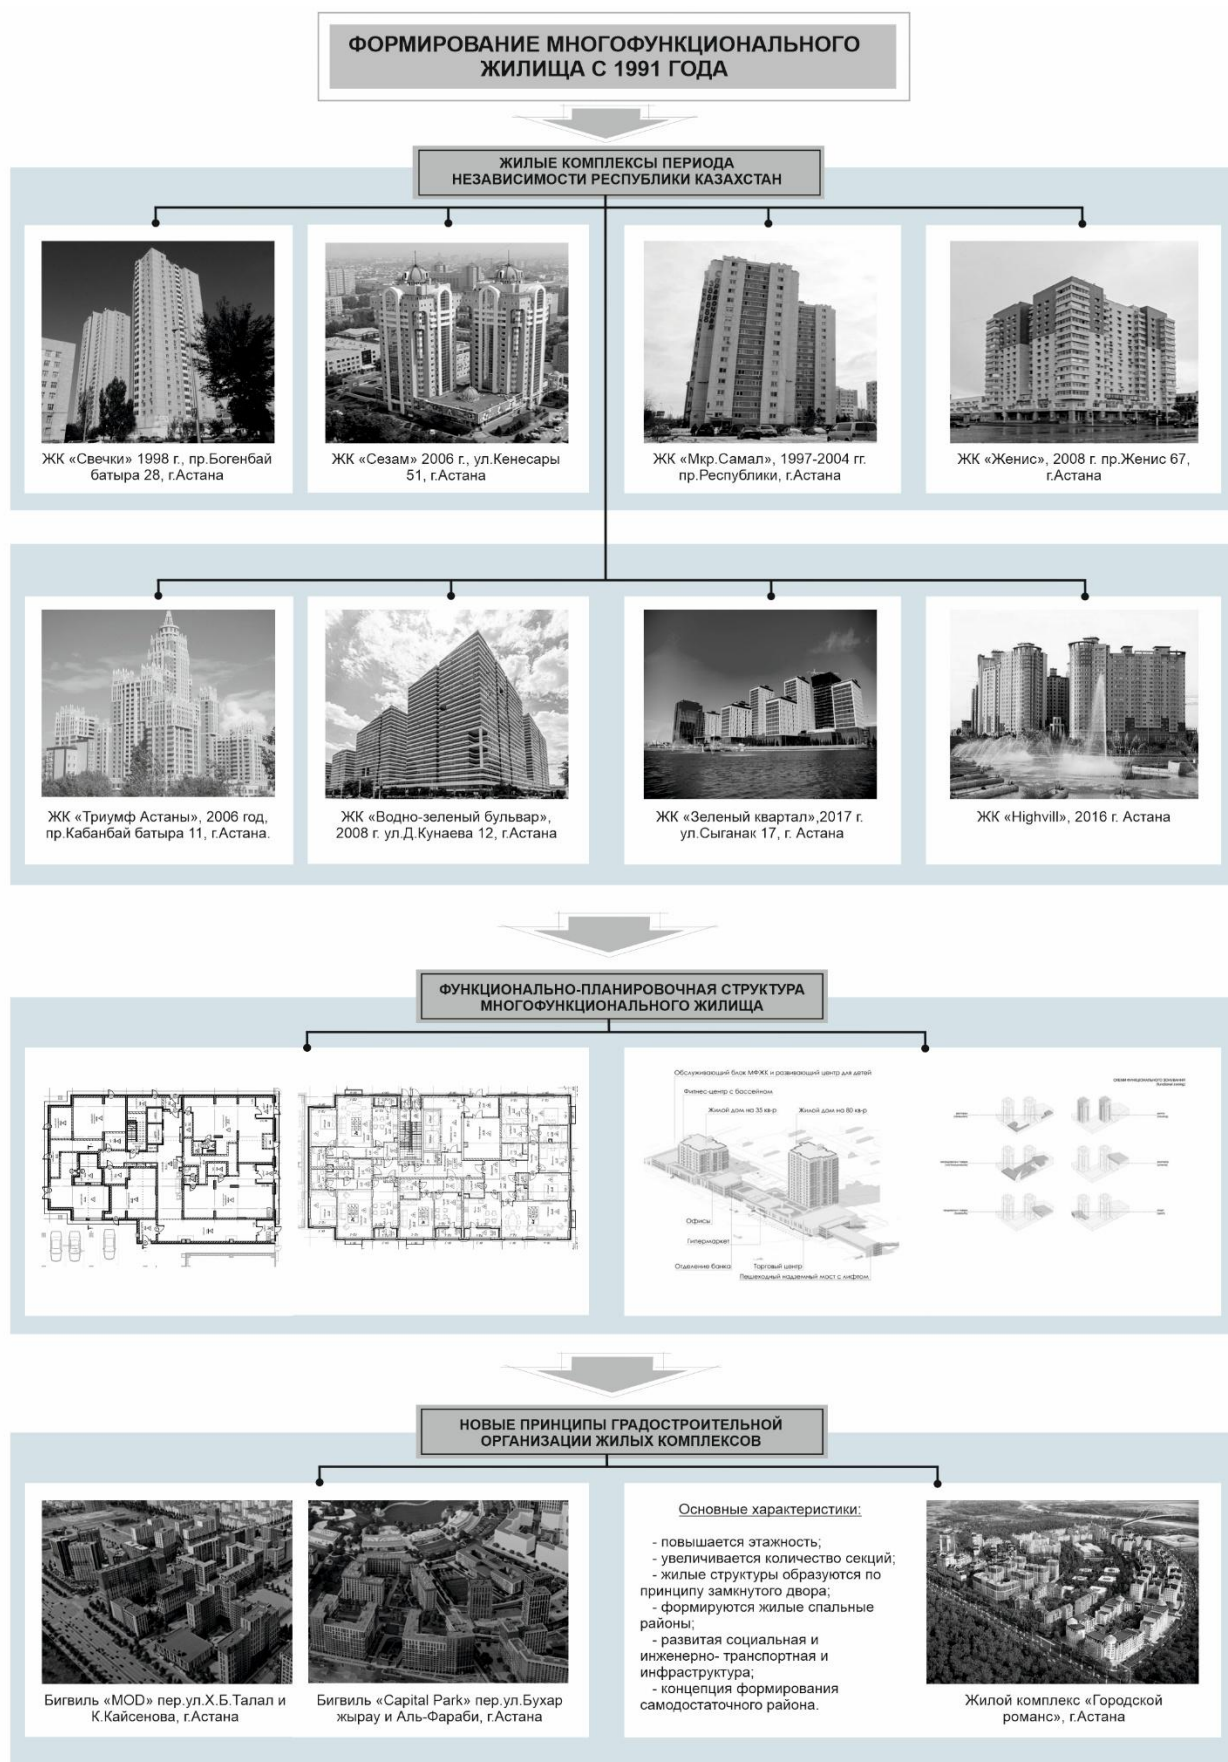 ФОРМИРОВАНИЕ МНОГОФУНКЦИОНАЛЬНОГО
ЖИЛИЩА С 1991 ГОДА
ЖИЛЫЕ КОМПЛЕКСЫ ПЕРИОДА
НЕЗАВИСИМОСТИ РЕСПУБЛИКИ КАЗАХСТАН
ЖК «Свечки» 1998 г., пр.Богенбай
батыра 28, г.Астана
ЖК «Сезам» 2006 г., ул.Кенесары
51, г.Астана
ЖК «Мкр.Самал», 1997-2004 гг.
пр.Республики, г.Астана
ЖК «Женис», 2008 г. пр.Женис 67,
г.Астана
ЖК «Триумф Астаны», 2006 год,
пр.Кабанбай батыра 11, г.Астана.
ЖК «Водно-зеленый бульвар»,
2008 г. ул.Д.Кунаева 12, г.Астана
ЖК «Зеленый квартал»,2017 г.
ул.Сыганак 17, г. Астана
ЖК «Highvill», 2016 г. Астана
ФУНКЦИОНАЛЬНО-ПЛАНИРОВОЧНАЯ СТРУКТУРА
МНОГОФУНКЦИОНАЛЬНОГО ЖИЛИЩА
Обслуживающий блок МФЖК и развивающий центр для детей
Фитнес-центр с бассейном
Жилой дом на 35 кв-р
Жилой дом на 80 кв-р
Офисы
Гипермаркет
Отделение банка
Торговый центр
Пешеходный надземный мост с лифтом
НОВЫЕ ПРИНЦИПЫ ГРАДОСТРОИТЕЛЬНОЙ
ОРГАНИЗАЦИИ ЖИЛЫХ КОМПЛЕКСОВ
Бигвиль «MOD» пер.ул.Х.Б.Талал и
К.Кайсенова, г.Астана
Бигвиль «Capital Park» пер.ул.Бухар
жырау и Аль-Фараби, г.Астана
Основные характеристики:
- повышается этажность;
- увеличивается количество секций;
- жилые структуры образуются по
принципу замкнутого двора;
- формируются жилые спальные
районы;
- развитая социальная и
инженерно- транспортная и
инфраструктура;
- концепция формирования
самодостаточного района.
Жилой комплекс «Городской
романс», г.Астана